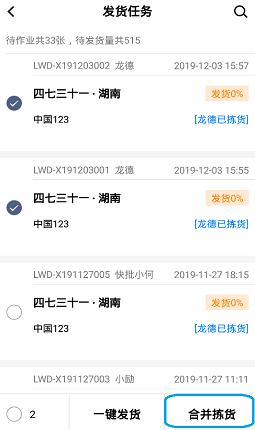 发货任务
待作业共33张，待发货量共515
LWD-X191203002 龙德 2019-12-03 15:57
四七三十一·湖南 发货0%
中国123 [龙德已拣货]
LWD-X191203001 龙德 2019-12-03 15:55
四七三十一·湖南 发货0%
中国123 [龙德已拣货]
LWD-X191127005 快批小何 2019-11-27 18:15
四七三十一·湖南 发货0%
中国123 [龙德已拣货]
LWD-X191127003 小励 2019-11-27 11:11
2 一键发货 合并拣货